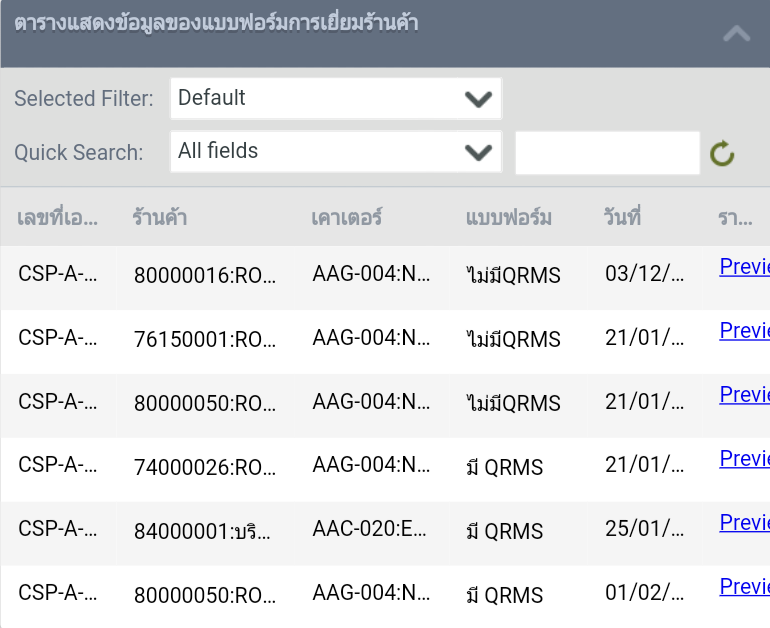 ตารางแสดงข้อมูลของแบบฟอร์มการเยี่ยมร้านค้า
Selected Filter: Default
Quick Search: All fields
เลขที่เอ... ร้านค้า เคาเตอร์ แบบฟอร์ม วันที่ รา...
CSP-A-... 80000016:RO... AAG-004:N... ไม่มีQRMS 03/12/... Previe
CSP-A-... 76150001:RO... AAG-004:N... ไม่มีQRMS 21/01/... Previe
CSP-A-... 80000050:RO... AAG-004:N... ไม่มีQRMS 21/01/... Previe
CSP-A-... 74000026:RO... AAG-004:N... มี QRMS 21/01/... Previe
CSP-A-... 84000001:บริ... AAC-020:E... มี QRMS 25/01/... Previe
CSP-A-... 80000050:RO... AAG-004:N... มี QRMS 01/02/... Previe